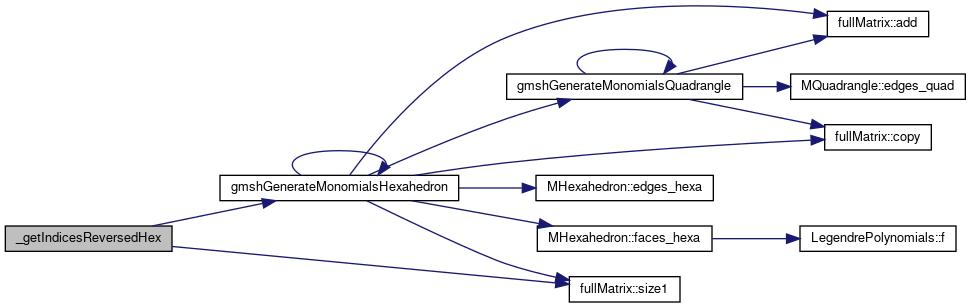 fullMatrix::add
gmshGenerateMonomialsQuadrangle
MQuadrangle::edges_quad
fullMatrix::copy
gmshGenerateMonomialsHexahedron
MHexahedron::edges_hexa
_getIndicesReversedHex
MHexahedron::faces_hexa
LegendrePolynomials::f
fullMatrix::size1